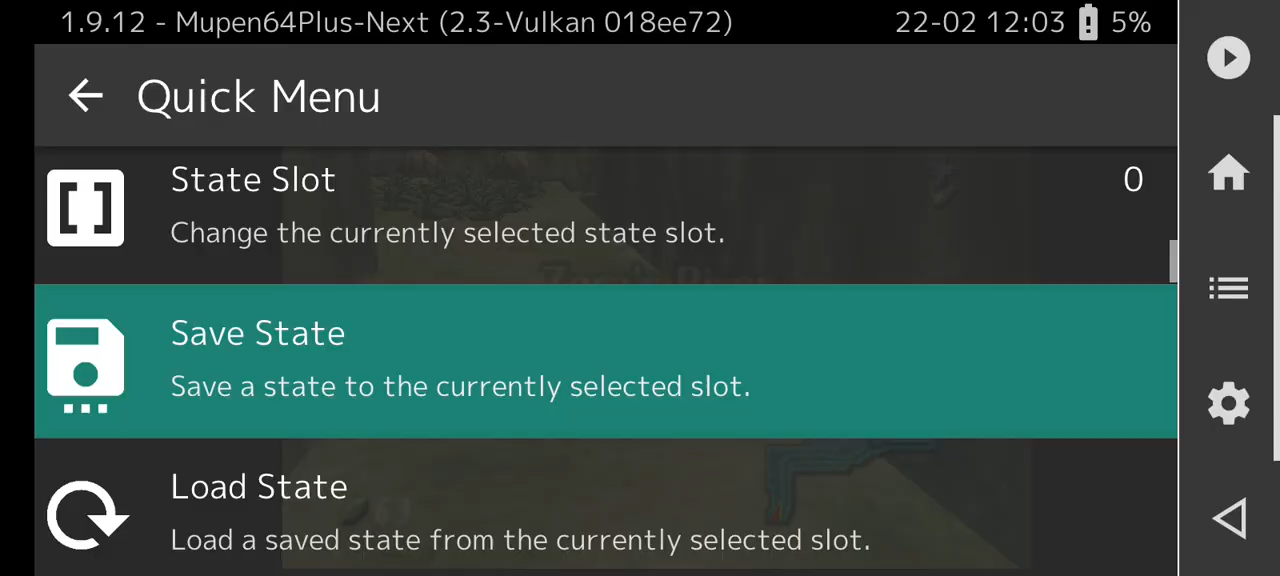 1.9.12 - Mupen64Plus-Next (2.3-Vulkan 018ee72)
22-02 12:03 5%
Quick Menu
State Slot
0
Change the currently selected state slot.
Save State
Save a state to the currently selected slot.
Load State
Load a saved state from the currently selected slot.